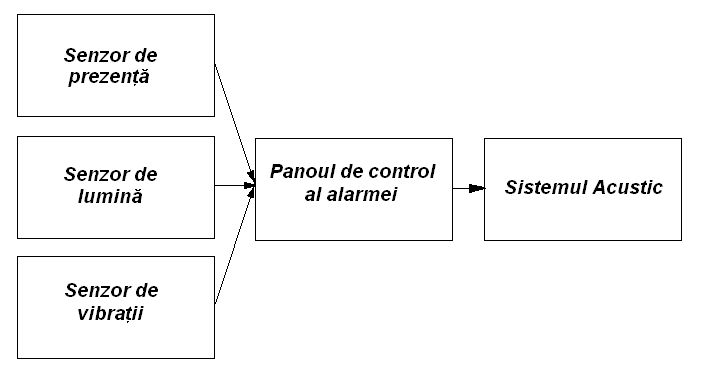 Senzor de
prezență
Senzor de
lumină
Senzor de
vibrații
Panoul de control
al alarmei
Sistemul Acustic